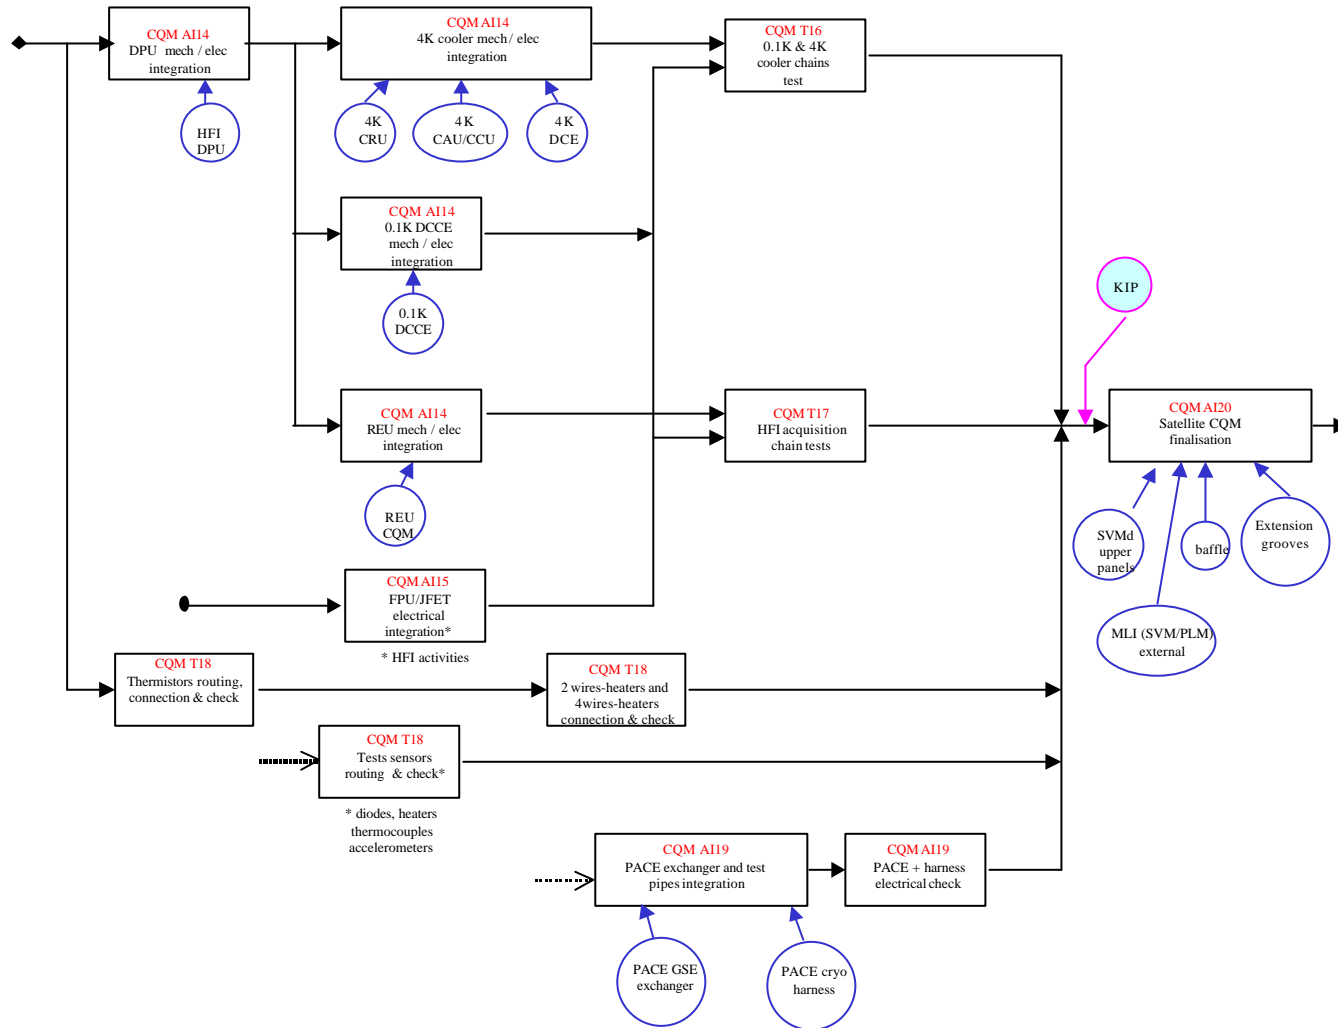 CQM AI14
DPU mech / elec
integration
HFI
DPU
CQM AI14
4K cooler mech / elec
integration
4K
CRU
4K
CAU/CCU
4K
DCE
CQM T16
0.1K & 4K
cooler chains
test
CQM AI14
0.1K DCCE
mech / elec
integration
0.1K
DCCE
KIP
CQM AI14
REU mech / elec
integration
REU
CQM
CQM T17
HFI acquisition
chain tests
CQM AI20
Satellite CQM
finalisation
SVMd
upper
panels
baffle
Extension
grooves
MLI (SVM/PLM)
external
CQM AI15
FPU/JFET
electrical
integration*
* HFI activities
CQM T18
Thermistors routing,
connection & check
CQM T18
2 wires-heaters and
4wires-heaters
connection & check
CQM T18
Tests sensors
routing & check*
* diodes, heaters
thermocouples
accelerometers
CQM AI19
PACE exchanger and test
pipes integration
CQM AI19
PACE + harness
electrical check
PACE GSE
exchanger
PACE cryo
harness